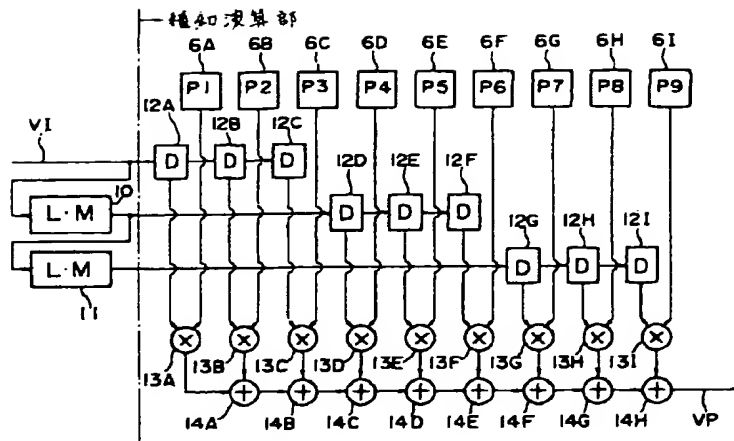 積和演算部
6A 6B 6C 6D 6E 6F 6G 6H 6I
P1 P2 P3 P4 P5 P6 P7 P8 P9
12A 12B 12C
VI
D D D
12D 12E 12F
10
L・M
D D D
12G 12H 12I
L・M
D D D
11
× × × × × × × × ×
13A 13B 13C 13D 13E 13F 13G 13H 13I
+ + + + + + + +
14A 14B 14C 14D 14E 14F 14G 14H
VP